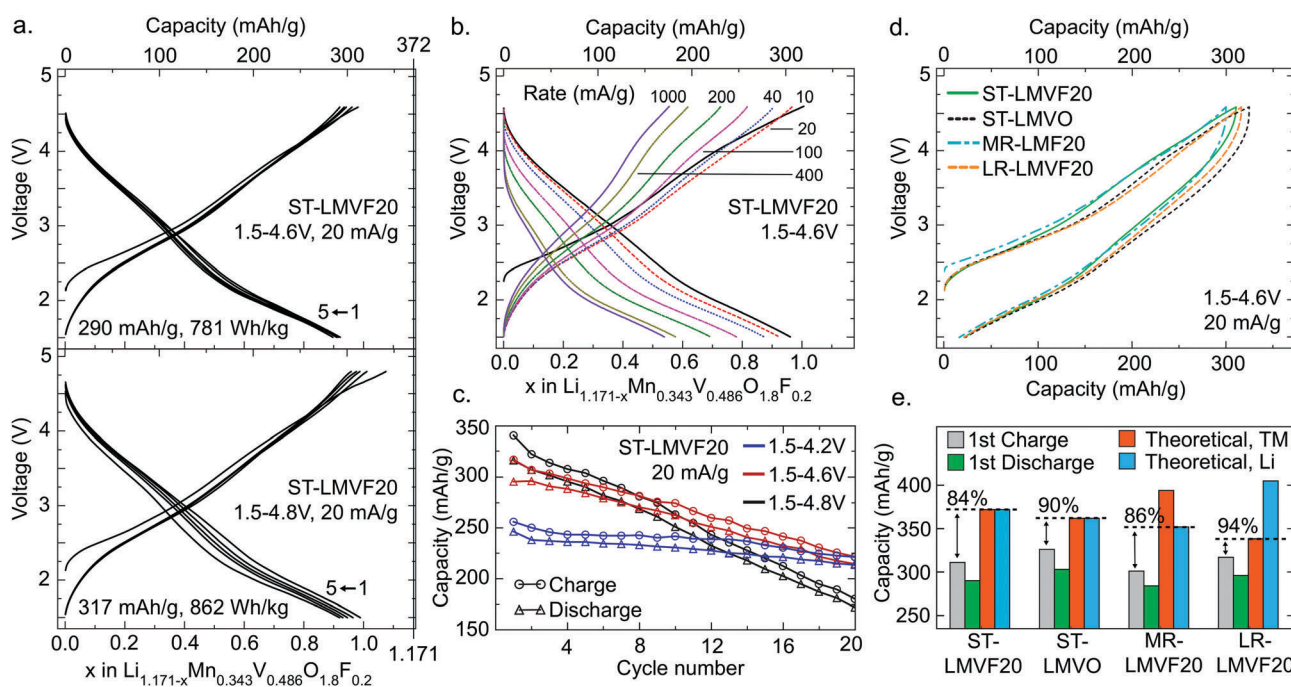 a.
Capacity (mAh/g)
0 100 200 300 372
Voltage (V)
5
4
3
2
ST-LMVF20
1.5-4.6V, 20 mA/g
5←1
290 mAh/g, 781 Wh/kg
Voltage (V)
5
4
3
2
ST-LMVF20
1.5-4.8V, 20 mA/g
5←1
317 mAh/g, 862 Wh/kg
0.0 0.2 0.4 0.6 0.8 1.0 1.171
x in Li1.171-xMn0.343V0.486O1.8F0.2
b.
Capacity (mAh/g)
0 100 200 300
Voltage (V)
5
4
3
2
Rate (mA/g) 1000 200 40 10
20
100
400
ST-LMVF20
1.5-4.6V
0.0 0.2 0.4 0.6 0.8 1.0
x in Li1.171-xMn0.343V0.486O1.8F0.2
c.
Capacity (mAh/g)
350
300
250
200
150
ST-LMVF20
20 mA/g
1.5-4.2V
1.5-4.6V
1.5-4.8V
Charge
Discharge
4 8 12 16 20
Cycle number
d.
Capacity (mAh/g)
0 100 200 300
Voltage (V)
5
4
3
2
ST-LMVF20
ST-LMVO
MR-LMF20
LR-LMVF20
1.5-4.6V
20 mA/g
0 100 200 300
Capacity (mAh/g)
e.
Capacity (mAh/g)
400
350
300
250
1st Charge
1st Discharge
Theoretical, TM
Theoretical, Li
84%
90%
86%
94%
ST-
LMVF20
ST-
LMVO
MR-
LMVF20
LR-
LMVF20